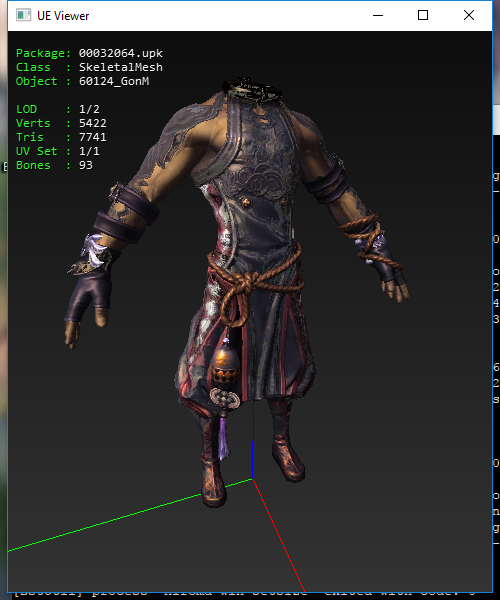 UE Viewer
Package: 00032064.upk
Class : SkeletalMesh
Object : 60124_GonM
LOD : 1/2
Verts : 5422
Tris : 7741
UV Set : 1/1
Bones : 93